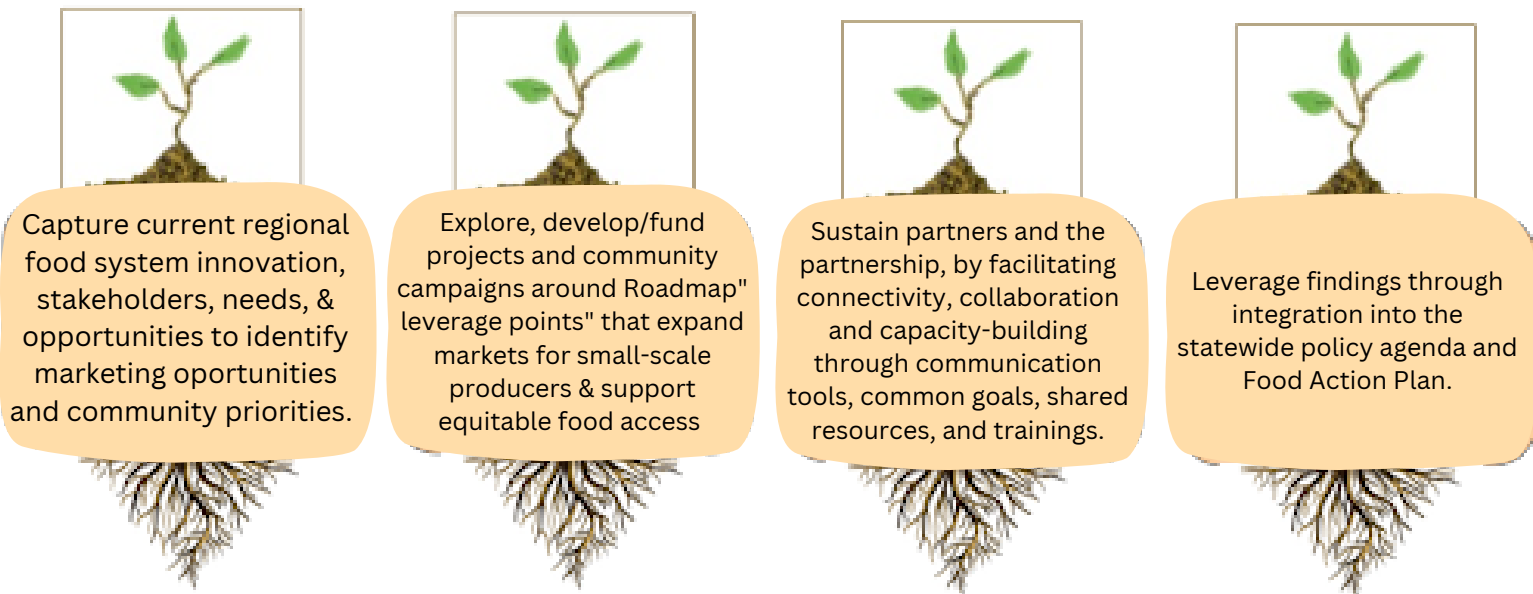 Capture current regional
food system innovation,
stakeholders, needs, &
opportunities to identify
marketing oportunities
and community priorities.
Explore, develop/fund
projects and community
campaigns around Roadmap"
leverage points" that expand
markets for small-scale
producers & support
equitable food access
Sustain partners and the
partnership, by facilitating
connectivity, collaboration
and capacity-building
through communication
tools, common goals, shared
resources, and trainings.
Leverage findings through
integration into the
statewide policy agenda and
Food Action Plan.